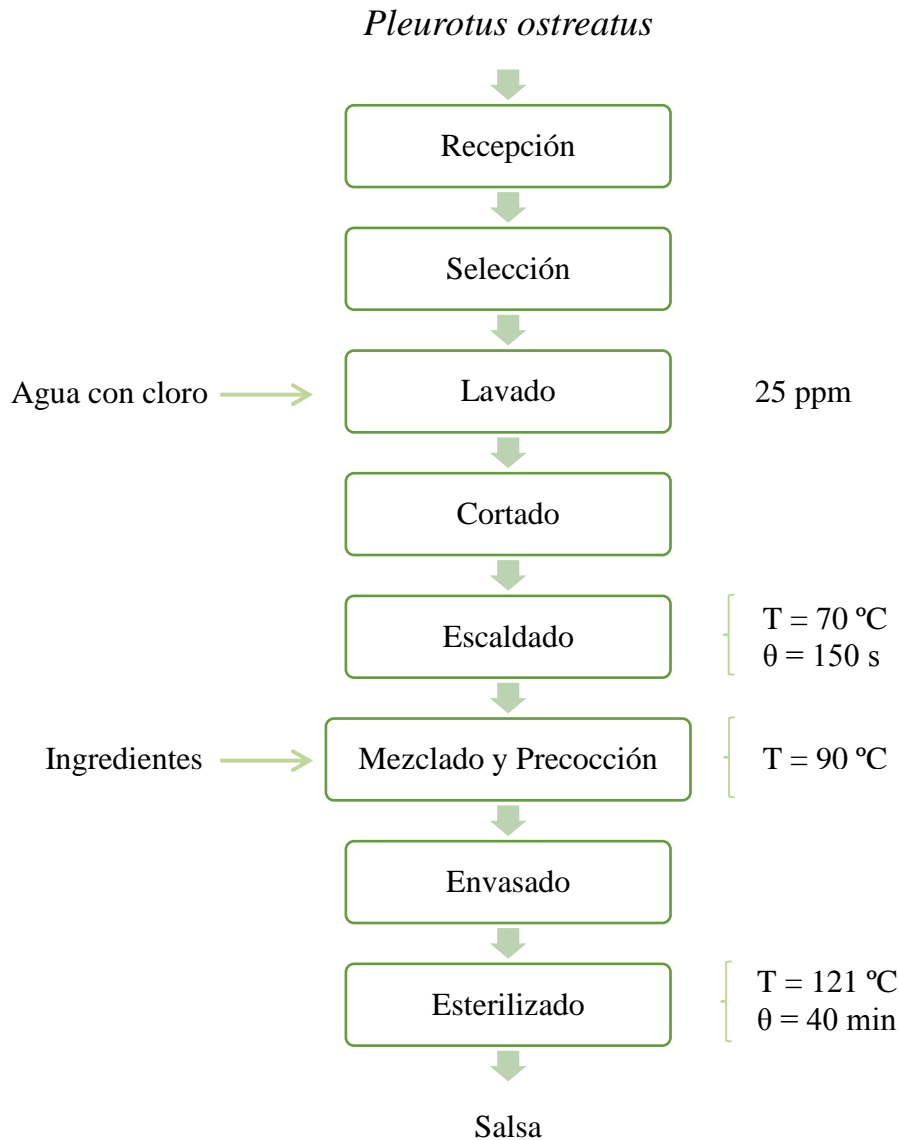 Pleurotus ostreatus
Recepción
Selección
Agua con cloro
Lavado
25 ppm
Cortado
Escaldado
T = 70 ºC
θ = 150 s
Ingredientes
Mezclado y Precocción
T = 90 ºC
Envasado
Esterilizado
T = 121 ºC
θ = 40 min
Salsa